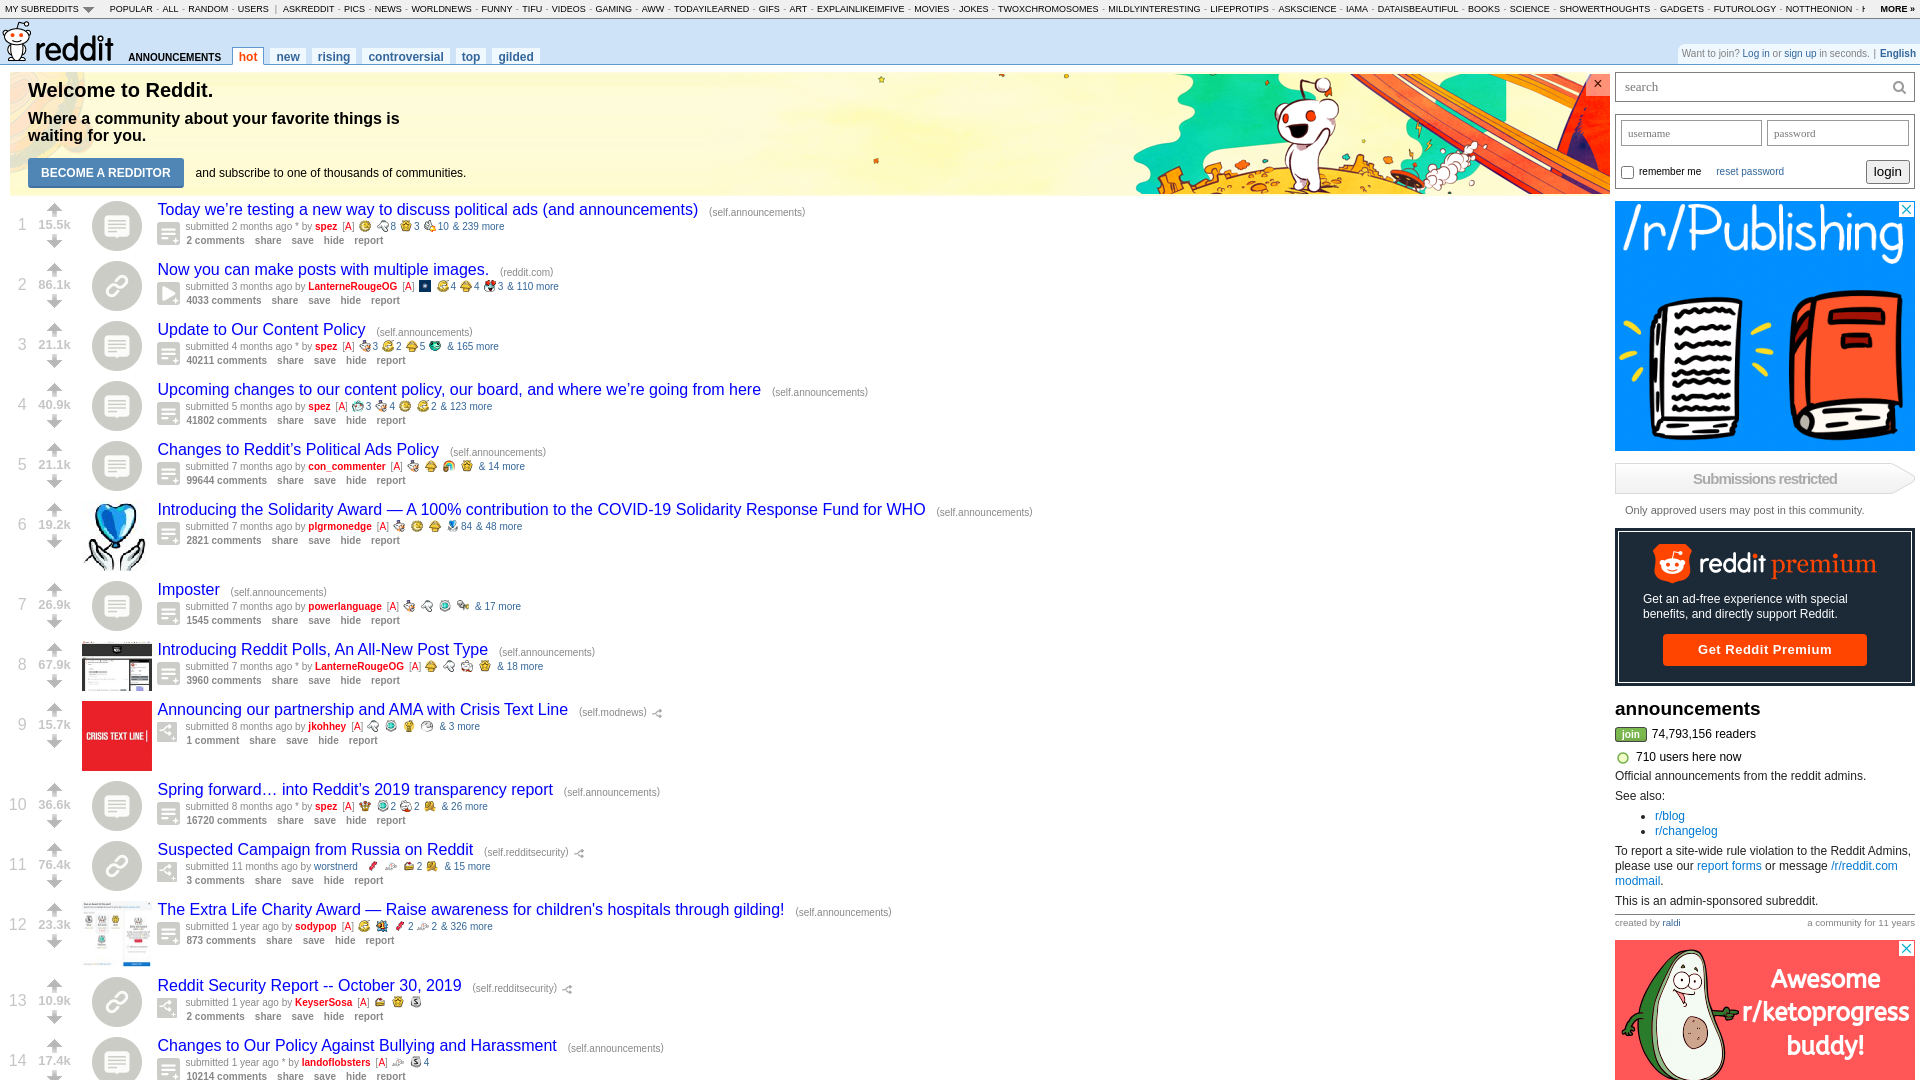 MY SUBREDDITS POPULAR - ALL - RANDOM - USERS | ASKREDDIT - PICS - NEWS - WORLDNEWS - FUNNY - TIFU - VIDEOS - GAMING - AWW - TODAYILEARNED - GIFS - ART - EXPLAINLIKEIMFIVE - MOVIES - JOKES - TWOXCHROMOSOMES - MILDLYINTERESTING - LIFEPROTIPS - ASKSCIENCE - IAMA - DATAISBEAUTIFUL - BOOKS - SCIENCE - SHOWERTHOUGHTS - GADGETS - FUTUROLOGY - NOTTHEONION - MORE »
reddit ANNOUNCEMENTS hot new rising controversial top gilded
Want to join? Log in or sign up in seconds. | English
Welcome to Reddit.
Where a community about your favorite things is
waiting for you.
BECOME A REDDITOR and subscribe to one of thousands of communities.
×
1 15.5k
Today we’re testing a new way to discuss political ads (and announcements) (self.announcements)
submitted 2 months ago * by spez [A] 8 3 10 & 239 more
2 comments share save hide report
2 86.1k
Now you can make posts with multiple images. (reddit.com)
submitted 3 months ago by LanterneRougeOG [A] 4 4 3 & 110 more
4033 comments share save hide report
3 21.1k
Update to Our Content Policy (self.announcements)
submitted 4 months ago * by spez [A] 3 2 5 & 165 more
40211 comments share save hide report
4 40.9k
Upcoming changes to our content policy, our board, and where we’re going from here (self.announcements)
submitted 5 months ago by spez [A] 3 4 2 & 123 more
41802 comments share save hide report
5 21.1k
Changes to Reddit’s Political Ads Policy (self.announcements)
submitted 7 months ago by con_commenter [A] & 14 more
99644 comments share save hide report
6 19.2k
Introducing the Solidarity Award — A 100% contribution to the COVID-19 Solidarity Response Fund for WHO (self.announcements)
submitted 7 months ago by plgrmonedge [A] 84 & 48 more
2821 comments share save hide report
7 26.9k
Imposter (self.announcements)
submitted 7 months ago by powerlanguage [A] & 17 more
1545 comments share save hide report
8 67.9k
Introducing Reddit Polls, An All-New Post Type (self.announcements)
submitted 7 months ago * by LanterneRougeOG [A] & 18 more
3960 comments share save hide report
9 15.7k
CRISIS TEXT LINE |
Announcing our partnership and AMA with Crisis Text Line (self.modnews)
submitted 8 months ago by jkohhey [A] & 3 more
1 comment share save hide report
10 36.6k
Spring forward… into Reddit’s 2019 transparency report (self.announcements)
submitted 8 months ago * by spez [A] 2 2 & 26 more
16720 comments share save hide report
11 76.4k
Suspected Campaign from Russia on Reddit (self.redditsecurity)
submitted 11 months ago by worstnerd 2 & 15 more
3 comments share save hide report
12 23.3k
The Extra Life Charity Award — Raise awareness for children's hospitals through gilding! (self.announcements)
submitted 1 year ago by sodypop [A] 2 2 & 326 more
873 comments share save hide report
13 10.9k
Reddit Security Report -- October 30, 2019 (self.redditsecurity)
submitted 1 year ago by KeyserSosa [A]
2 comments share save hide report
14 17.4k
Changes to Our Policy Against Bullying and Harassment (self.announcements)
submitted 1 year ago * by landoflobsters [A] 4
10214 comments share save hide report
search
username password
remember me reset password login
/r/Publishing
Submissions restricted
Only approved users may post in this community.
reddit premium
Get an ad-free experience with special
benefits, and directly support Reddit.
Get Reddit Premium
announcements
join 74,793,156 readers
710 users here now
Official announcements from the reddit admins.
See also:
• r/blog
• r/changelog
To report a site-wide rule violation to the Reddit Admins,
please use our report forms or message /r/reddit.com
modmail.
This is an admin-sponsored subreddit.
created by raldi a community for 11 years
Awesome
r/ketoprogress
buddy!